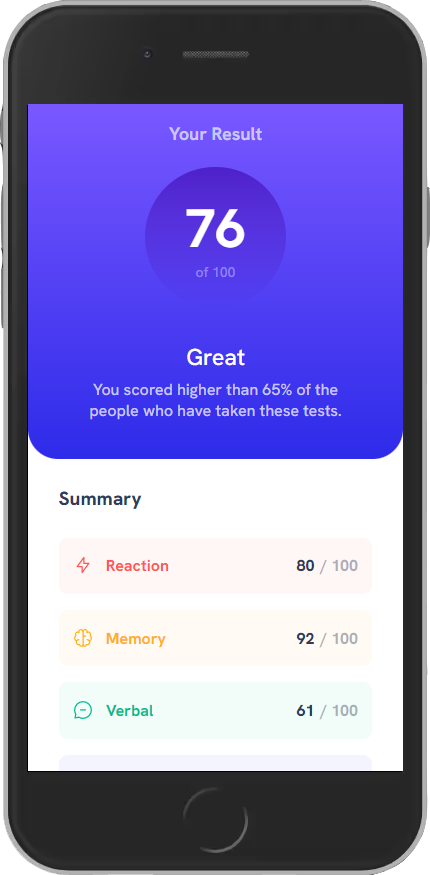 Your Result
76
of 100
Great
You scored higher than 65% of the
people who have taken these tests.
Summary
Reaction 80 / 100
Memory 92 / 100
Verbal 61 / 100